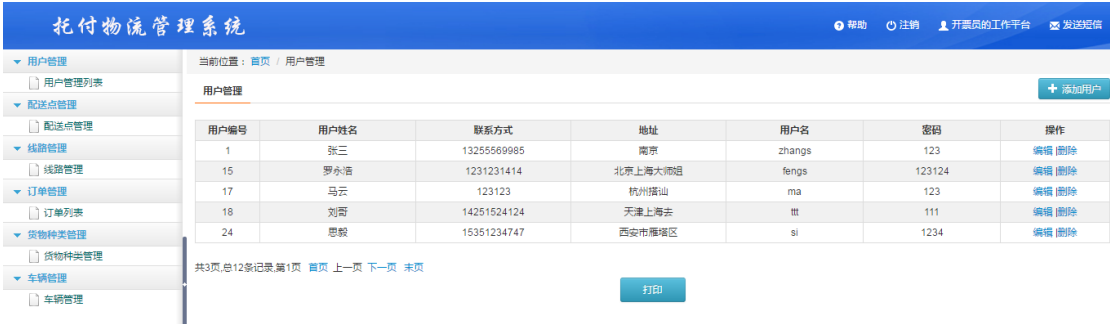 托付物流管理系统
帮助 注销 开票员的工作平台 发送短信
用户管理
用户管理列表
配送点管理
配送点管理
线路管理
线路管理
订单管理
订单列表
货物种类管理
货物种类管理
车辆管理
车辆管理
当前位置： 首页 / 用户管理
用户管理
添加用户
用户编号 用户姓名 联系方式 地址 用户名 密码 操作
1 张三 13255569985 南京 zhangs 123 编辑 |删除
15 罗永浩 1231231414 北京上海大师姐 fengs 123124 编辑 |删除
17 马云 123123 杭州搭讪 ma 123 编辑 |删除
18 刘哥 14251524124 天津上海去 ttt 111 编辑 |删除
24 思毅 15351234747 西安市雁塔区 si 1234 编辑 |删除
共3页,总12条记录,第1页 首页 上一页 下一页 末页
打印